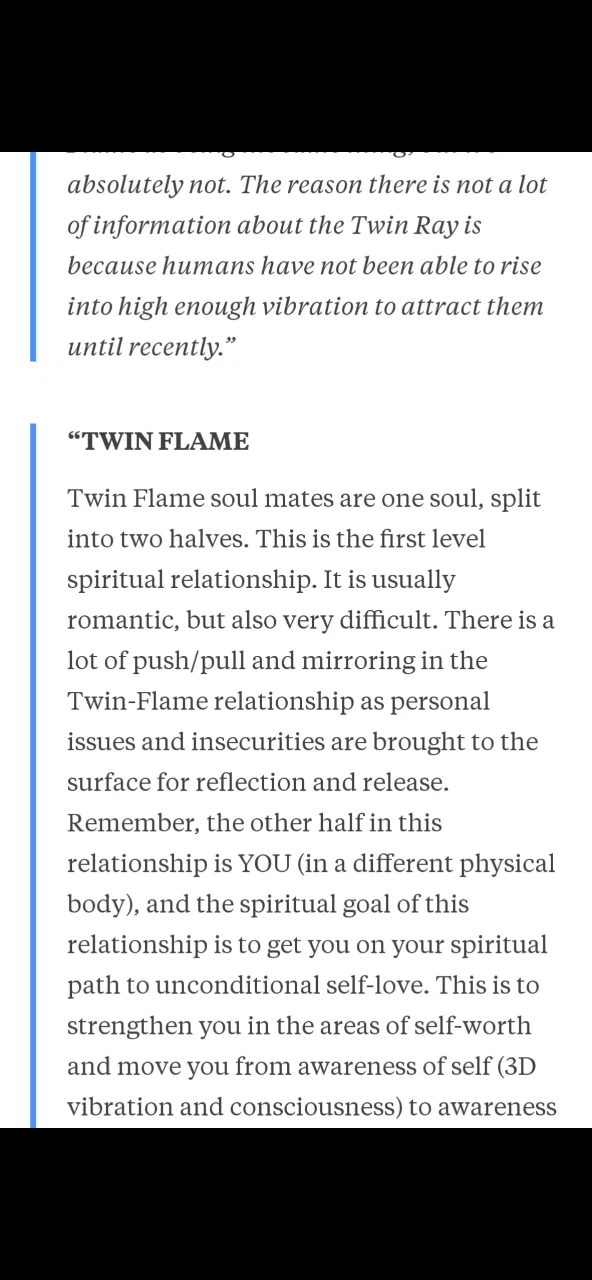 absolutely not. The reason there is not a lot
of information about the Twin Ray is
because humans have not been able to rise
into high enough vibration to attract them
until recently.”
“TWIN FLAME
Twin Flame soul mates are one soul, split
into two halves. This is the first level
spiritual relationship. It is usually
romantic, but also very difficult. There is a
lot of push/pull and mirroring in the
Twin-Flame relationship as personal
issues and insecurities are brought to the
surface for reflection and release.
Remember, the other half in this
relationship is YOU (in a different physical
body), and the spiritual goal of this
relationship is to get you on your spiritual
path to unconditional self-love. This is to
strengthen you in the areas of self-worth
and move you from awareness of self (3D
vibration and consciousness) to awareness